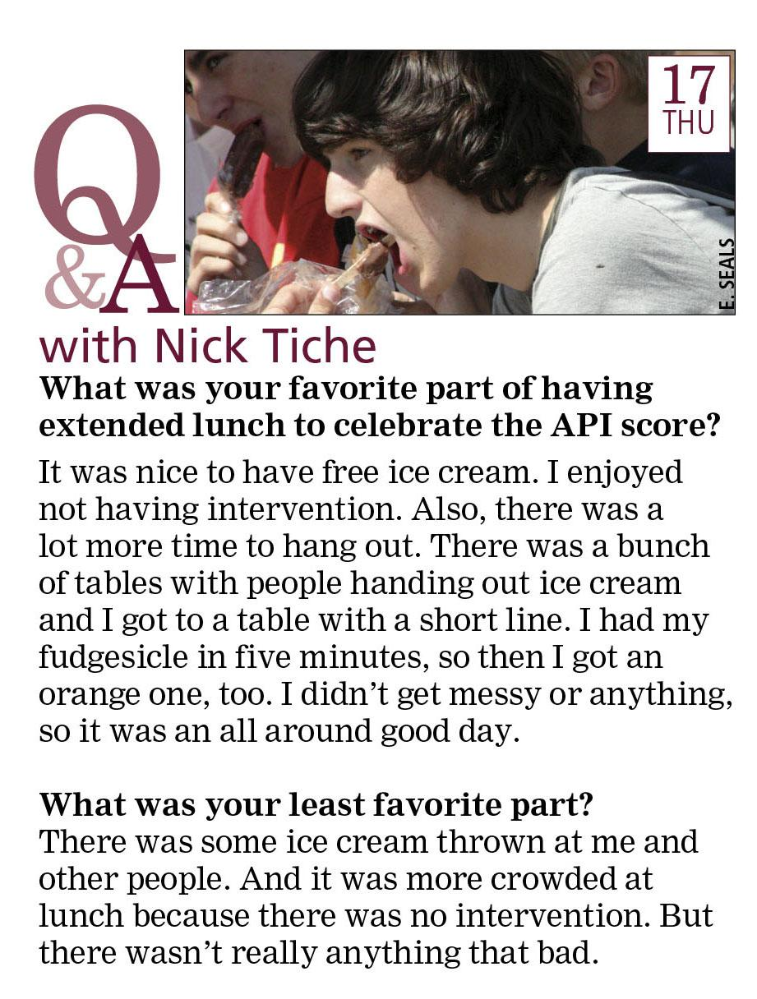 17
THU
Q
&A
E. SEALS
with Nick Tiche
What was your favorite part of having
extended lunch to celebrate the API score?
It was nice to have free ice cream. I enjoyed
not having intervention. Also, there was a
lot more time to hang out. There was a bunch
of tables with people handing out ice cream
and I got to a table with a short line. I had my
fudgesicle in five minutes, so then I got an
orange one, too. I didn’t get messy or anything,
so it was an all around good day.
What was your least favorite part?
There was some ice cream thrown at me and
other people. And it was more crowded at
lunch because there was no intervention. But
there wasn’t really anything that bad.